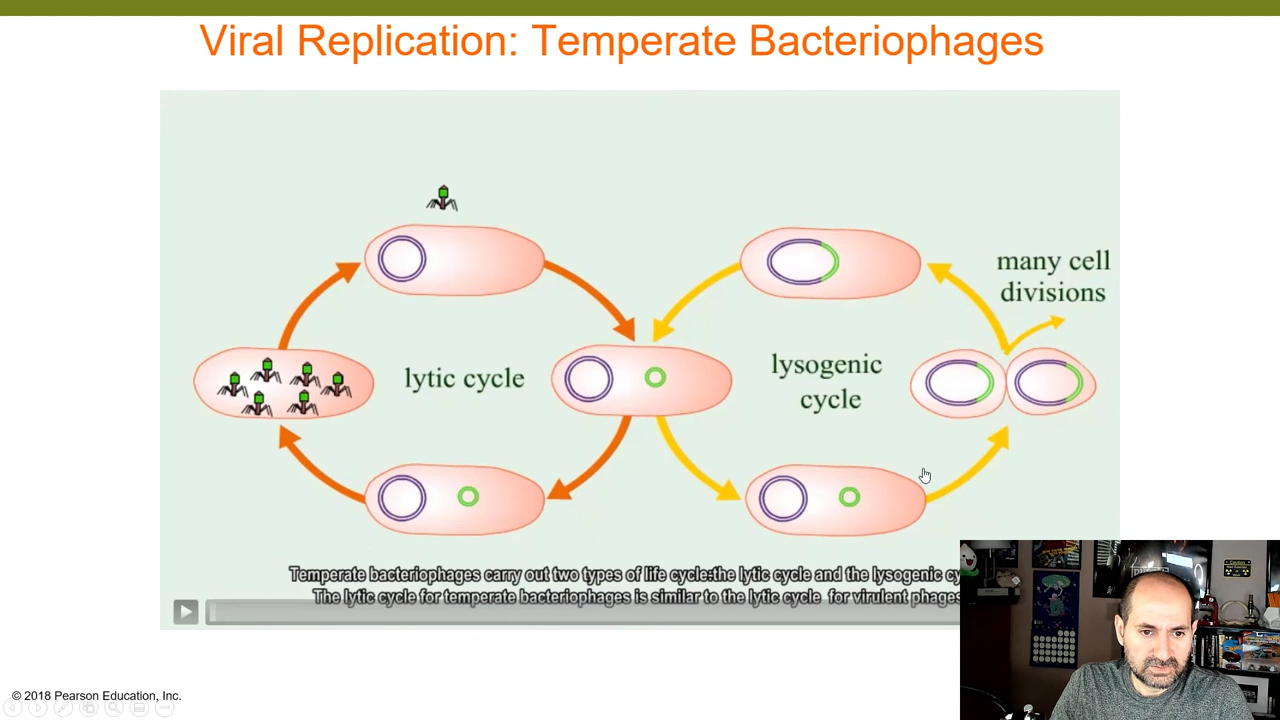 Viral Replication: Temperate Bacteriophages
many cell
divisions
lytic cycle
lysogenic
cycle
Temperate bacteriophages carry out two types of life cycle:the lytic cycle and the lysogenic cy
The lytic cycle for temperate bacteriophages is similar to the lytic cycle for virulent phages
© 2018 Pearson Education, Inc.